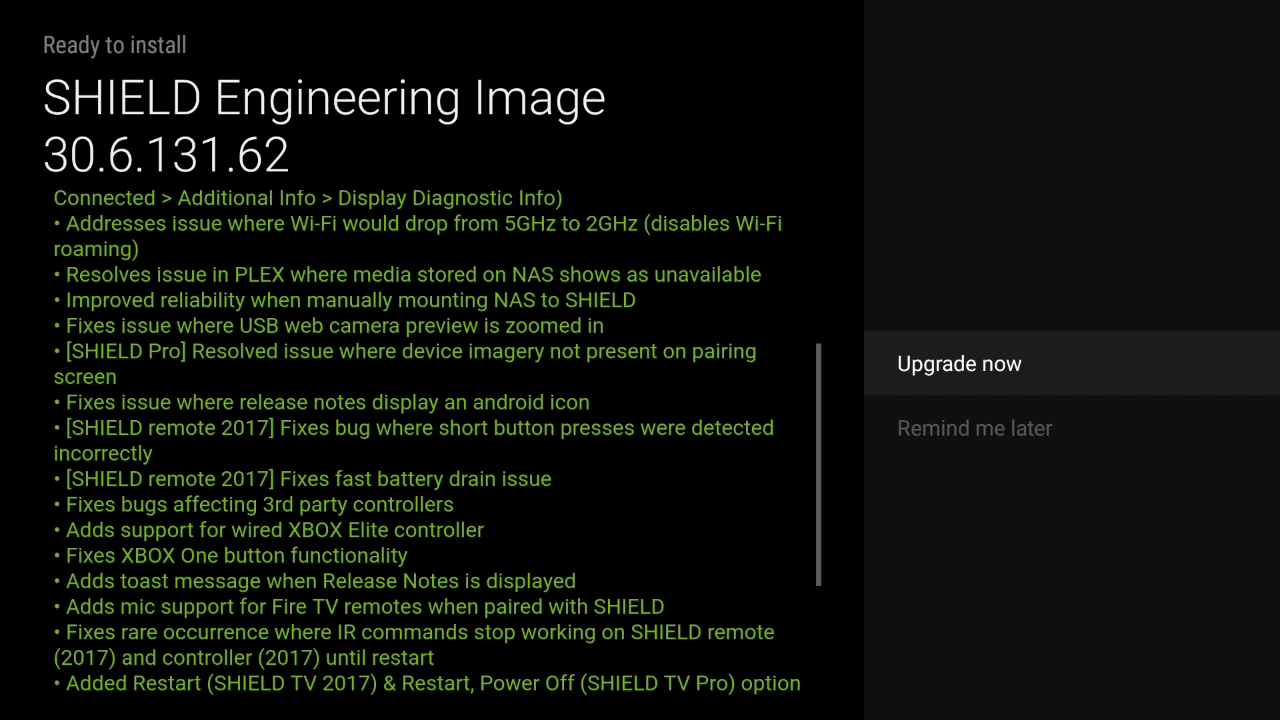 Ready to install
SHIELD Engineering Image
30.6.131.62
Connected > Additional Info > Display Diagnostic Info)
• Addresses issue where Wi-Fi would drop from 5GHz to 2GHz (disables Wi-Fi
roaming)
• Resolves issue in PLEX where media stored on NAS shows as unavailable
• Improved reliability when manually mounting NAS to SHIELD
• Fixes issue where USB web camera preview is zoomed in
• [SHIELD Pro] Resolved issue where device imagery not present on pairing
screen
• Fixes issue where release notes display an android icon
• [SHIELD remote 2017] Fixes bug where short button presses were detected
incorrectly
• [SHIELD remote 2017] Fixes fast battery drain issue
• Fixes bugs affecting 3rd party controllers
• Adds support for wired XBOX Elite controller
• Fixes XBOX One button functionality
• Adds toast message when Release Notes is displayed
• Adds mic support for Fire TV remotes when paired with SHIELD
• Fixes rare occurrence where IR commands stop working on SHIELD remote
(2017) and controller (2017) until restart
• Added Restart (SHIELD TV 2017) & Restart, Power Off (SHIELD TV Pro) option
Upgrade now
Remind me later